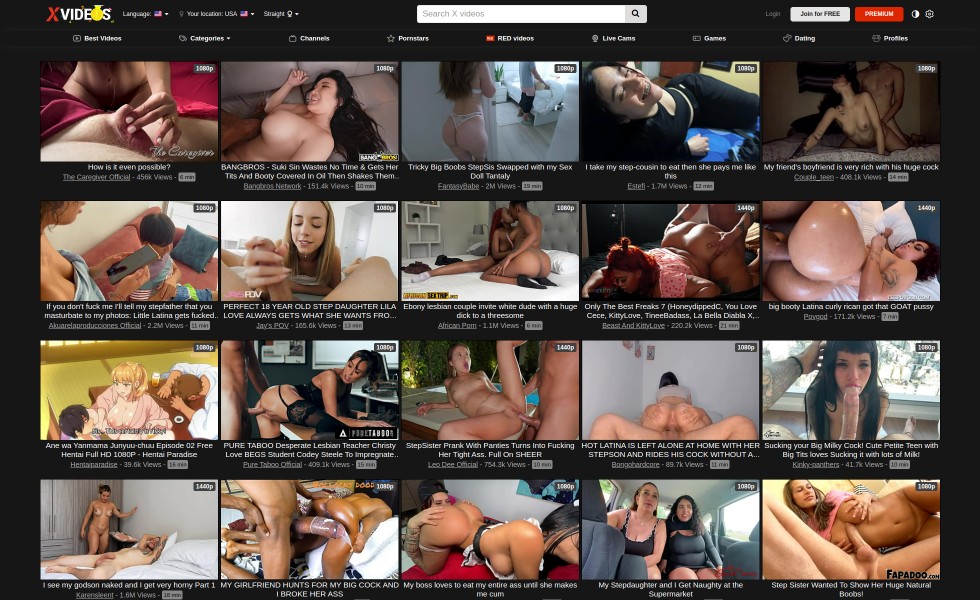 XVIDEOS
Language:
Your location: USA
Straight
Search X videos
Login
Join for FREE
PREMIUM
Best Videos
Categories
Channels
Pornstars
RED videos
Live Cams
Games
Dating
Profiles
1080p
The Caregiver
How is it even possible?
The Caregiver Official - 456k Views - 6 min
1080p
BANGBROS!
BANGBROS - Suki Sin Wastes No Time & Gets Her
Tits And Booty Covered In Oil Then Shakes Them..
Bangbros Network - 151.4k Views - 10 min
1080p
Tricky Big Boobs StepSis Swapped with my Sex
Doll Tantaly
FantasyBabe - 2M Views - 19 min
1080p
I take my step-cousin to eat then she pays me like
this
Estefi - 1.7M Views - 12 min
1080p
My friend's boyfriend is very rich with his huge cock
Couple_teen - 408.1k Views - 14 min
1080p
If you don't fuck me I'll tell my stepfather that you
masturbate to my photos: Little Latina gets fucked..
Akuarelaproducciones Official - 2.2M Views - 11 min
1080p
JAYSPOV
PERFECT 18 YEAR OLD STEP DAUGHTER LILA
LOVE ALWAYS GETS WHAT SHE WANTS FRO...
Jay's POV - 165.6k Views - 13 min
1080p
AFRICANSEXTRIP.COM
Ebony lesbian couple invite white dude with a huge
dick to a threesome
African Porn - 1.1M Views - 6 min
1440p
Only The Best Freaks 7 (HoneydippedC, You Love
Cece, KittyLove, TineeBadass, La Bella Diabla X,..
Beast And KittyLove - 220.2k Views - 21 min
1440p
big booty Latina curly rican got that GOAT pussy
Povgod - 171.2k Views - 7 min
1080p
Ane wa Yanmama Junyuu-chuu Episode 02 Free
Hentai Full HD 1080P - Hentai Paradise
Hentaiparadise - 39.6k Views - 16 min
1080p
PURETABOO
PURE TABOO Desperate Lesbian Teacher Christy
Love BEGS Student Codey Steele To Impregnate..
Pure Taboo Official - 409.1k Views - 15 min
1440p
StepSister Prank With Panties Turns Into Fucking
Her Tight Ass. Full On SHEER
Leo Dee Official - 754.3k Views - 10 min
1080p
HOT LATINA IS LEFT ALONE AT HOME WITH HER
STEPSON AND RIDES HIS COCK WITHOUT A...
Bongohardcore - 89.7k Views - 11 min
1080p
Sucking your Big Milky Cock! Cute Petite Teen with
Big Tits loves Sucking it with lots of Milk!
Kinky-panthers - 41.7k Views - 10 min
1440p
I see my godson naked and I get very horny Part 1
Karensleent - 1.6M Views - 18 min
1080p
MY GIRLFRIEND HUNTS FOR MY BIG COCK AND
I BROKE HER ASS
1080p
My boss loves to eat my entire ass until she makes
me cum
1080p
My Stepdaughter and I Get Naughty at the
Supermarket
1080p
FAPADOO.COM
Step Sister Wanted To Show Her Huge Natural
Boobs!